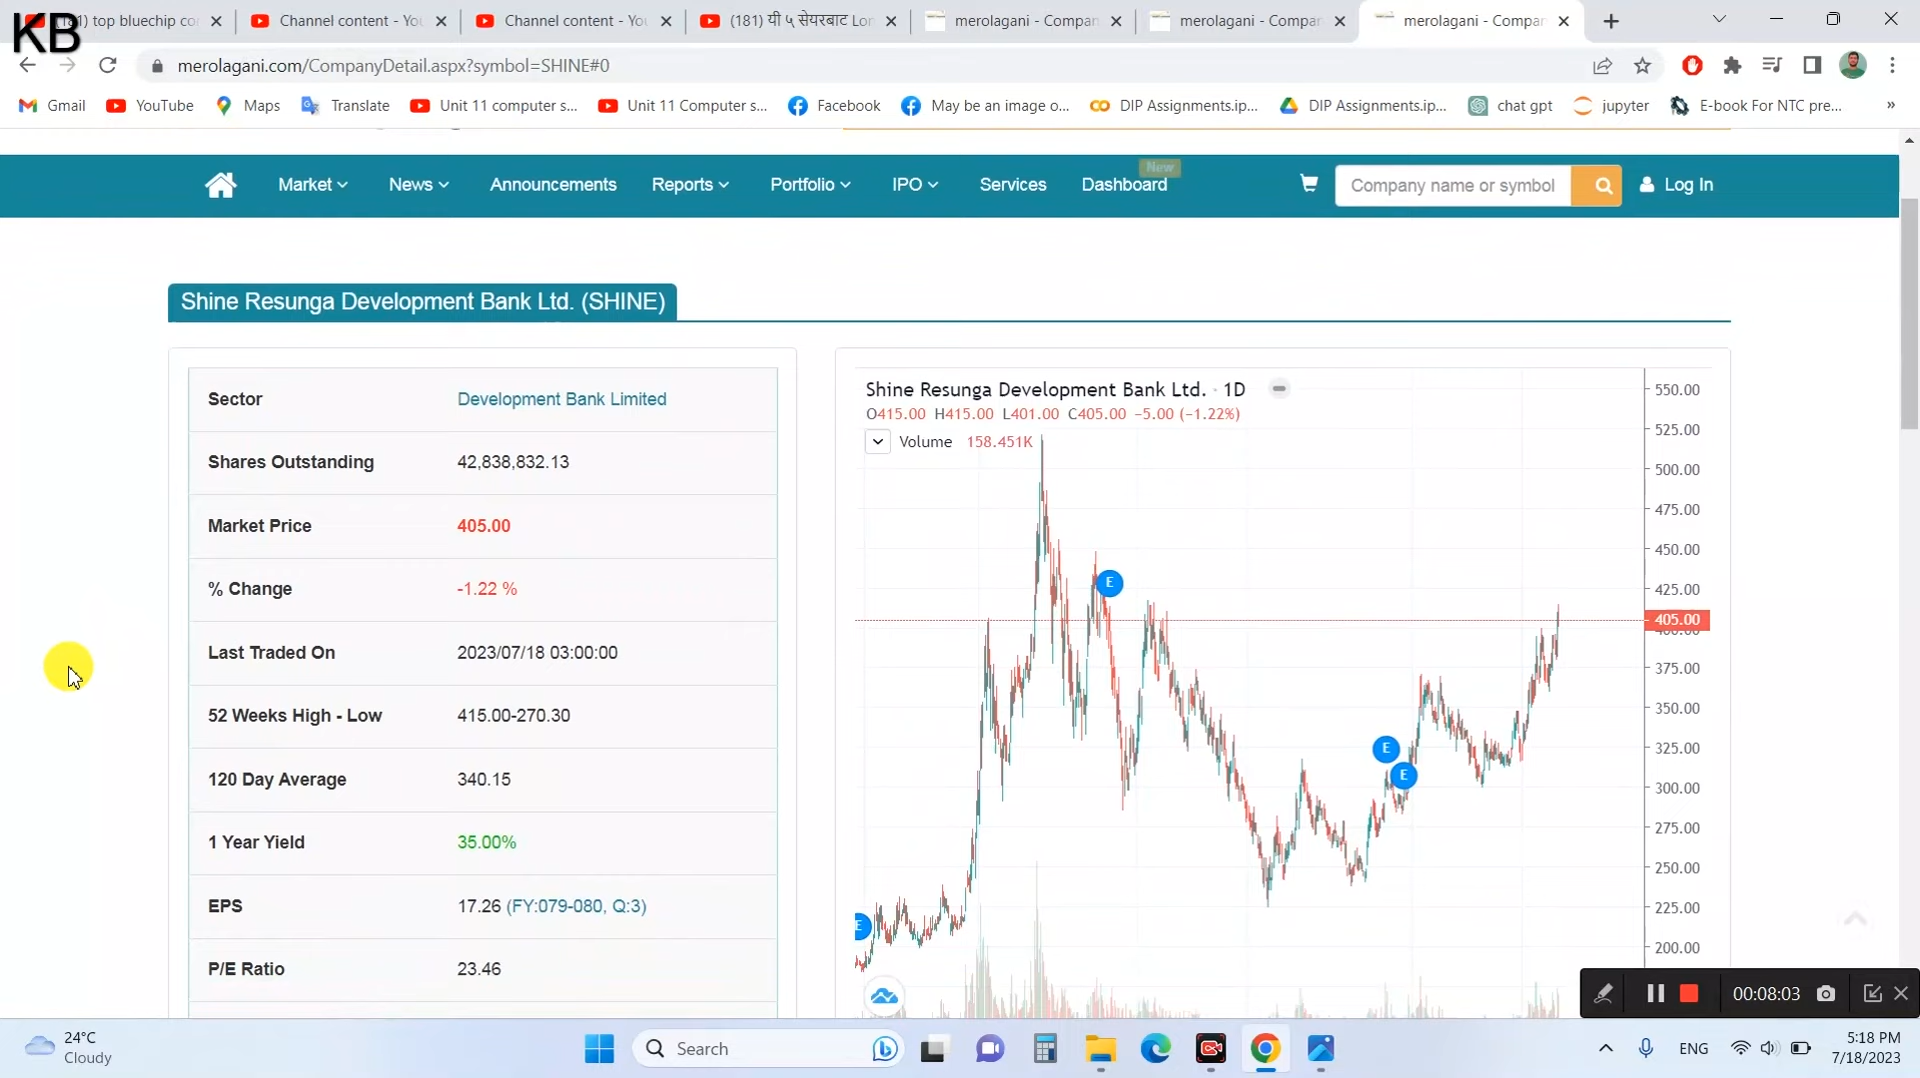 KB
(181) top bluechip co
Channel content - You
Channel content - You
(181) यी ५ सेयरबाट Lon
merolagani - Compan
merolagani - Compan
merolagani - Compan
merolagani.com/CompanyDetail.aspx?symbol=SHINE#0
Gmail YouTube Maps Translate Unit 11 computer s... Unit 11 Computer s... Facebook May be an image o... DIP Assignments.ip... DIP Assignments.ip... chat gpt jupyter E-book For NTC pre... »
New
Market News Announcements Reports Portfolio IPO Services Dashboard Company name or symbol Log In
Shine Resunga Development Bank Ltd. (SHINE)
Sector Development Bank Limited
Shares Outstanding 42,838,832.13
Market Price 405.00
% Change -1.22 %
Last Traded On 2023/07/18 03:00:00
52 Weeks High - Low 415.00-270.30
120 Day Average 340.15
1 Year Yield 35.00%
EPS 17.26 (FY:079-080, Q:3)
P/E Ratio 23.46
Shine Resunga Development Bank Ltd. · 1D
O415.00 H415.00 L401.00 C405.00 -5.00 (-1.22%)
Volume 158.451K
E
E
E
E
550.00
525.00
500.00
475.00
450.00
425.00
405.00
400.00
375.00
350.00
325.00
300.00
275.00
250.00
225.00
200.00
00:08:03
24°C
Cloudy
Search
ENG
5:18 PM
7/18/2023